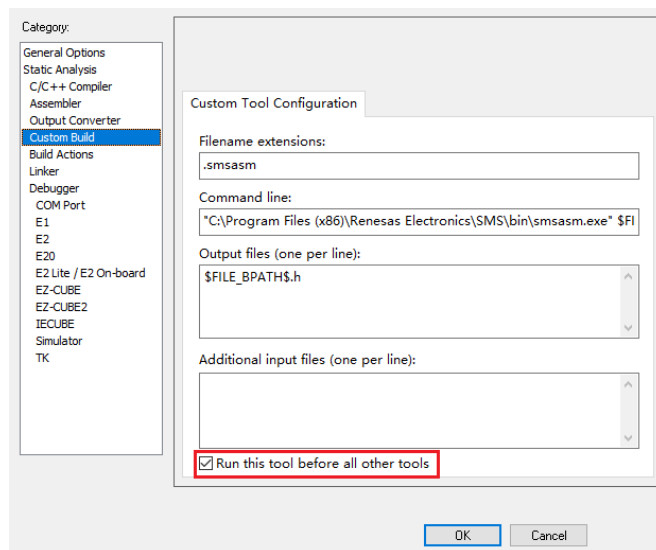 Category:
General Options
Static Analysis
C/C++ Compiler
Assembler
Output Converter
Custom Build
Build Actions
Linker
Debugger
COM Port
E1
E2
E20
E2 Lite / E2 On-board
EZ-CUBE
EZ-CUBE2
IECUBE
Simulator
TK
Custom Tool Configuration
Filename extensions:
.smsasm
Command line:
"C:\Program Files (x86)\Renesas Electronics\SMS\bin\smsasm.exe" $FI
Output files (one per line):
$FILE_BPATH$.h
Additional input files (one per line):
Run this tool before all other tools
OK
Cancel